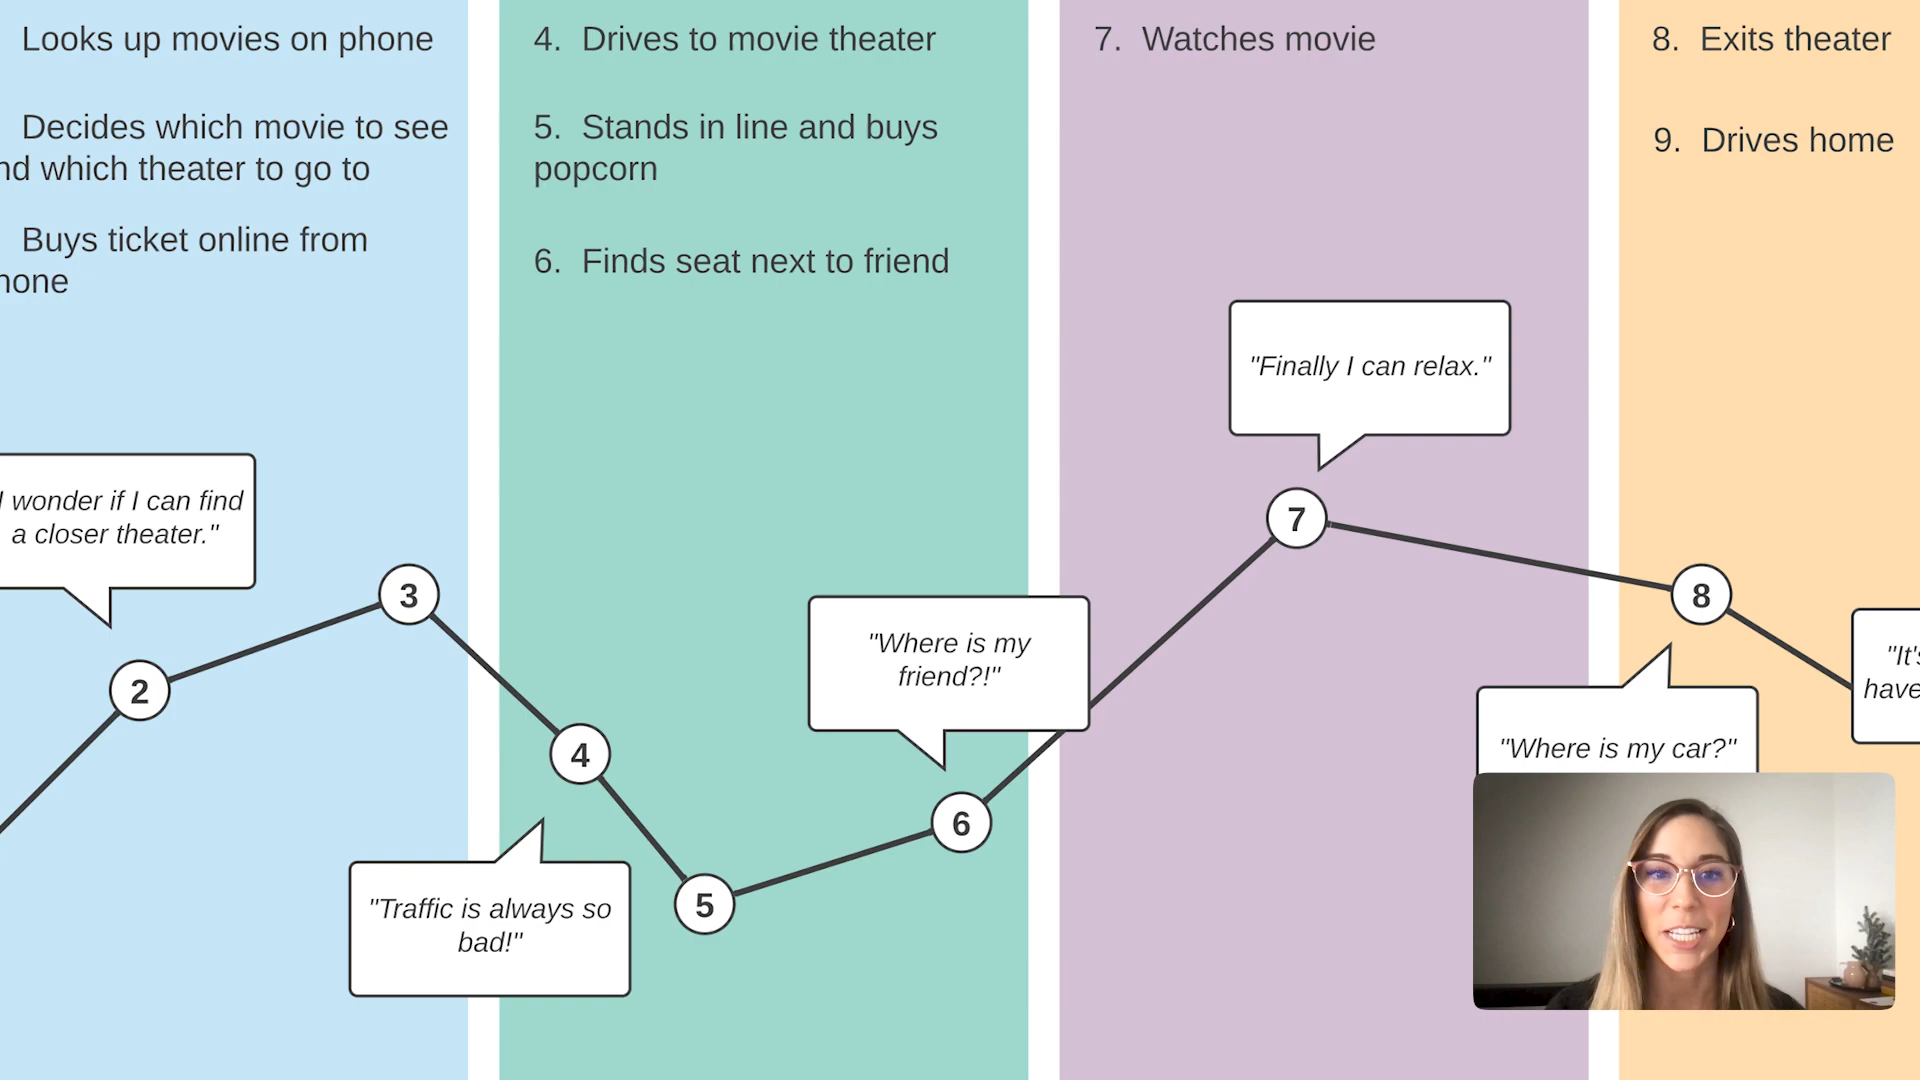 Looks up movies on phone
Decides which movie to see
which theater to go to
Buys ticket online from
4. Drives to movie theater
5. Stands in line and buys
popcorn
6. Finds seat next to friend
7. Watches movie
8. Exits theater
9. Drives home
"Finally I can relax."
I wonder if I can find
a closer theater."
"Where is my
friend?!"
"Traffic is always so
bad!"
"Where is my car?"
"It's
have
2
3
4
5
6
7
8